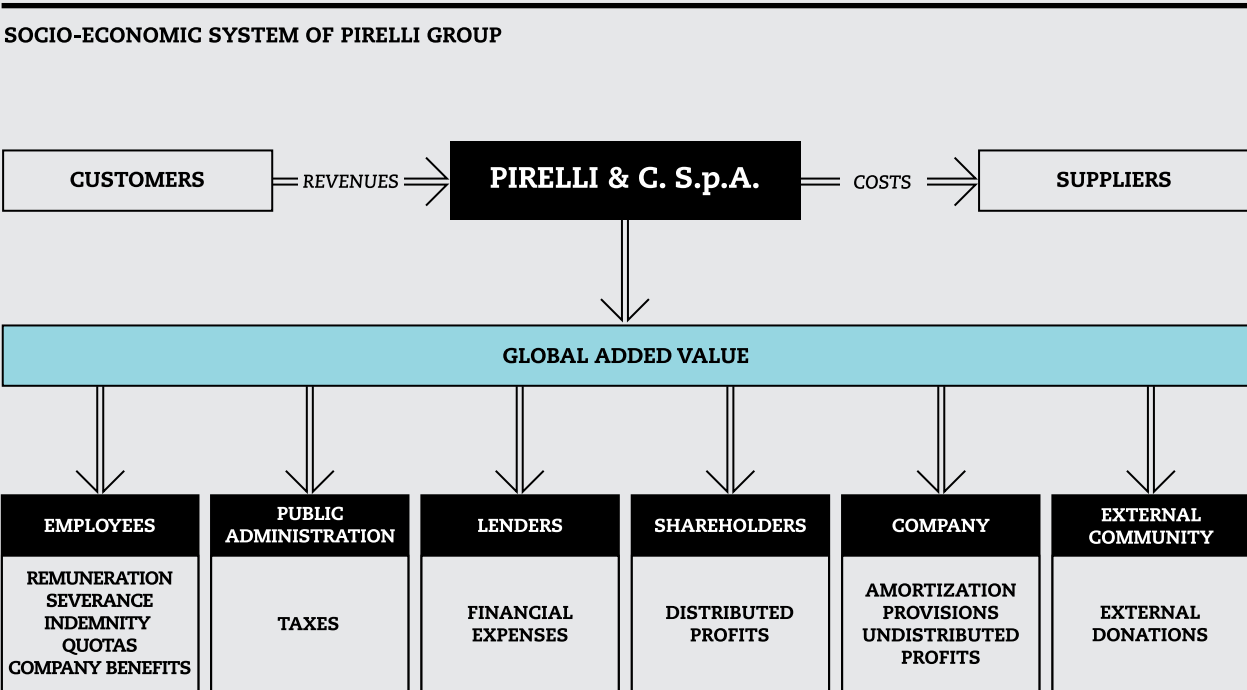 SOCIO-ECONOMIC SYSTEM OF PIRELLI GROUP
CUSTOMERS
REVENUES
PIRELLI & C. S.p.A.
COSTS
SUPPLIERS
GLOBAL ADDED VALUE
EMPLOYEES
REMUNERATION
SEVERANCE
INDEMNITY
QUOTAS
COMPANY BENEFITS
PUBLIC
ADMINISTRATION
TAXES
LENDERS
FINANCIAL
EXPENSES
SHAREHOLDERS
DISTRIBUTED
PROFITS
COMPANY
AMORTIZATION
PROVISIONS
UNDISTRIBUTED
PROFITS
EXTERNAL
COMMUNITY
EXTERNAL
DONATIONS